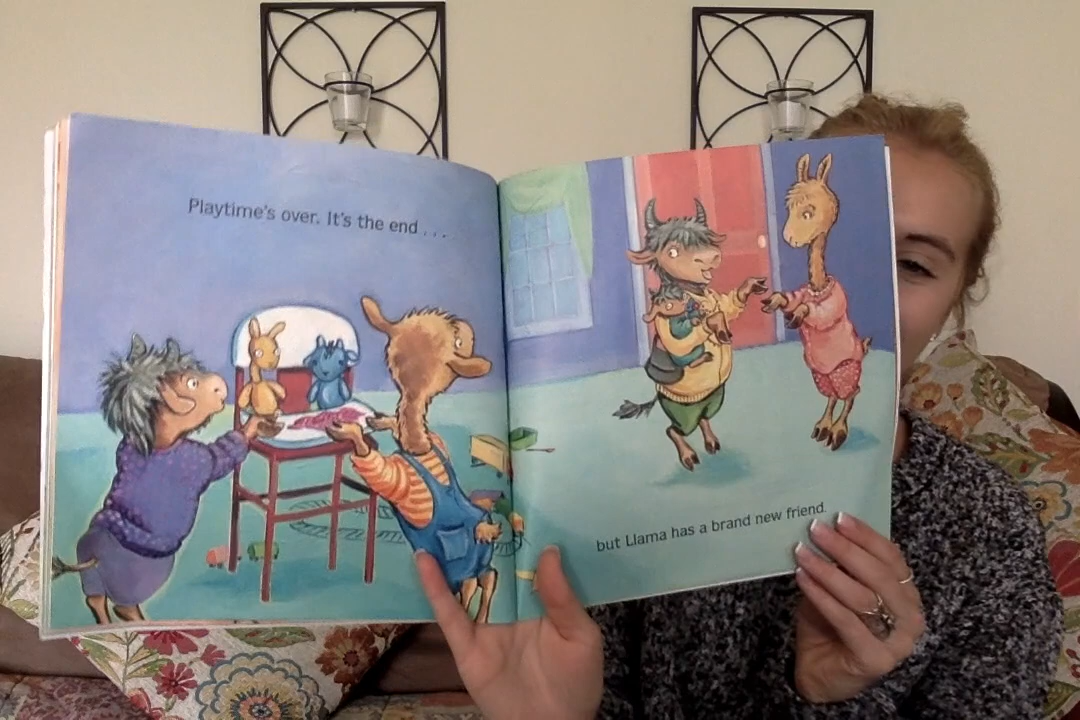 Playtime's over. It's the end . . .
but Llama has a brand new friend.